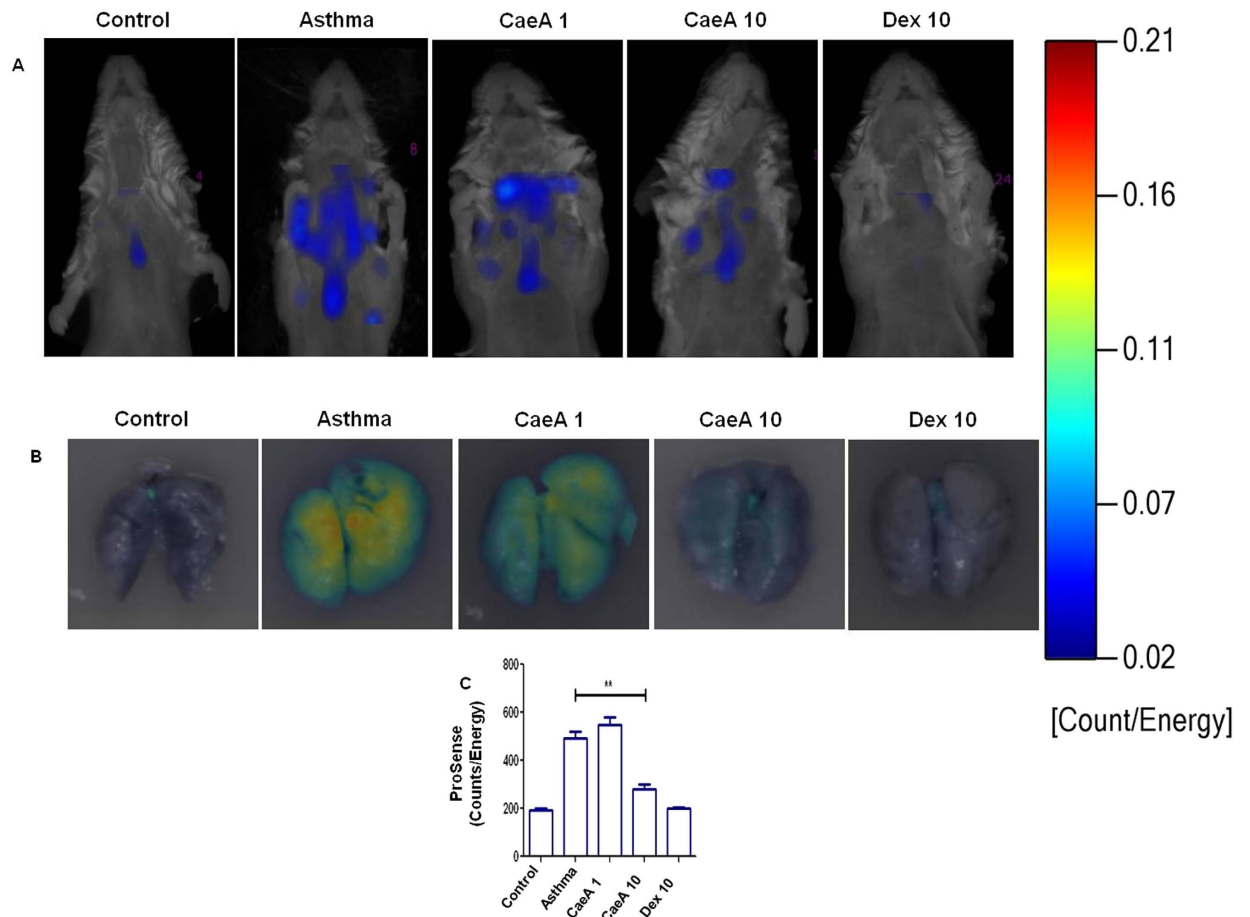 Control Asthma CaeA 1 CaeA 10 Dex 10
A
4
8
24
0.21
0.16
0.11
0.07
0.02
[Count/Energy]
Control Asthma CaeA 1 CaeA 10 Dex 10
B
C
ProSense
(Counts/Energy)
800
600
400
200
0
**
Control
Asthma
CaeA 1
CaeA 10
Dex 10